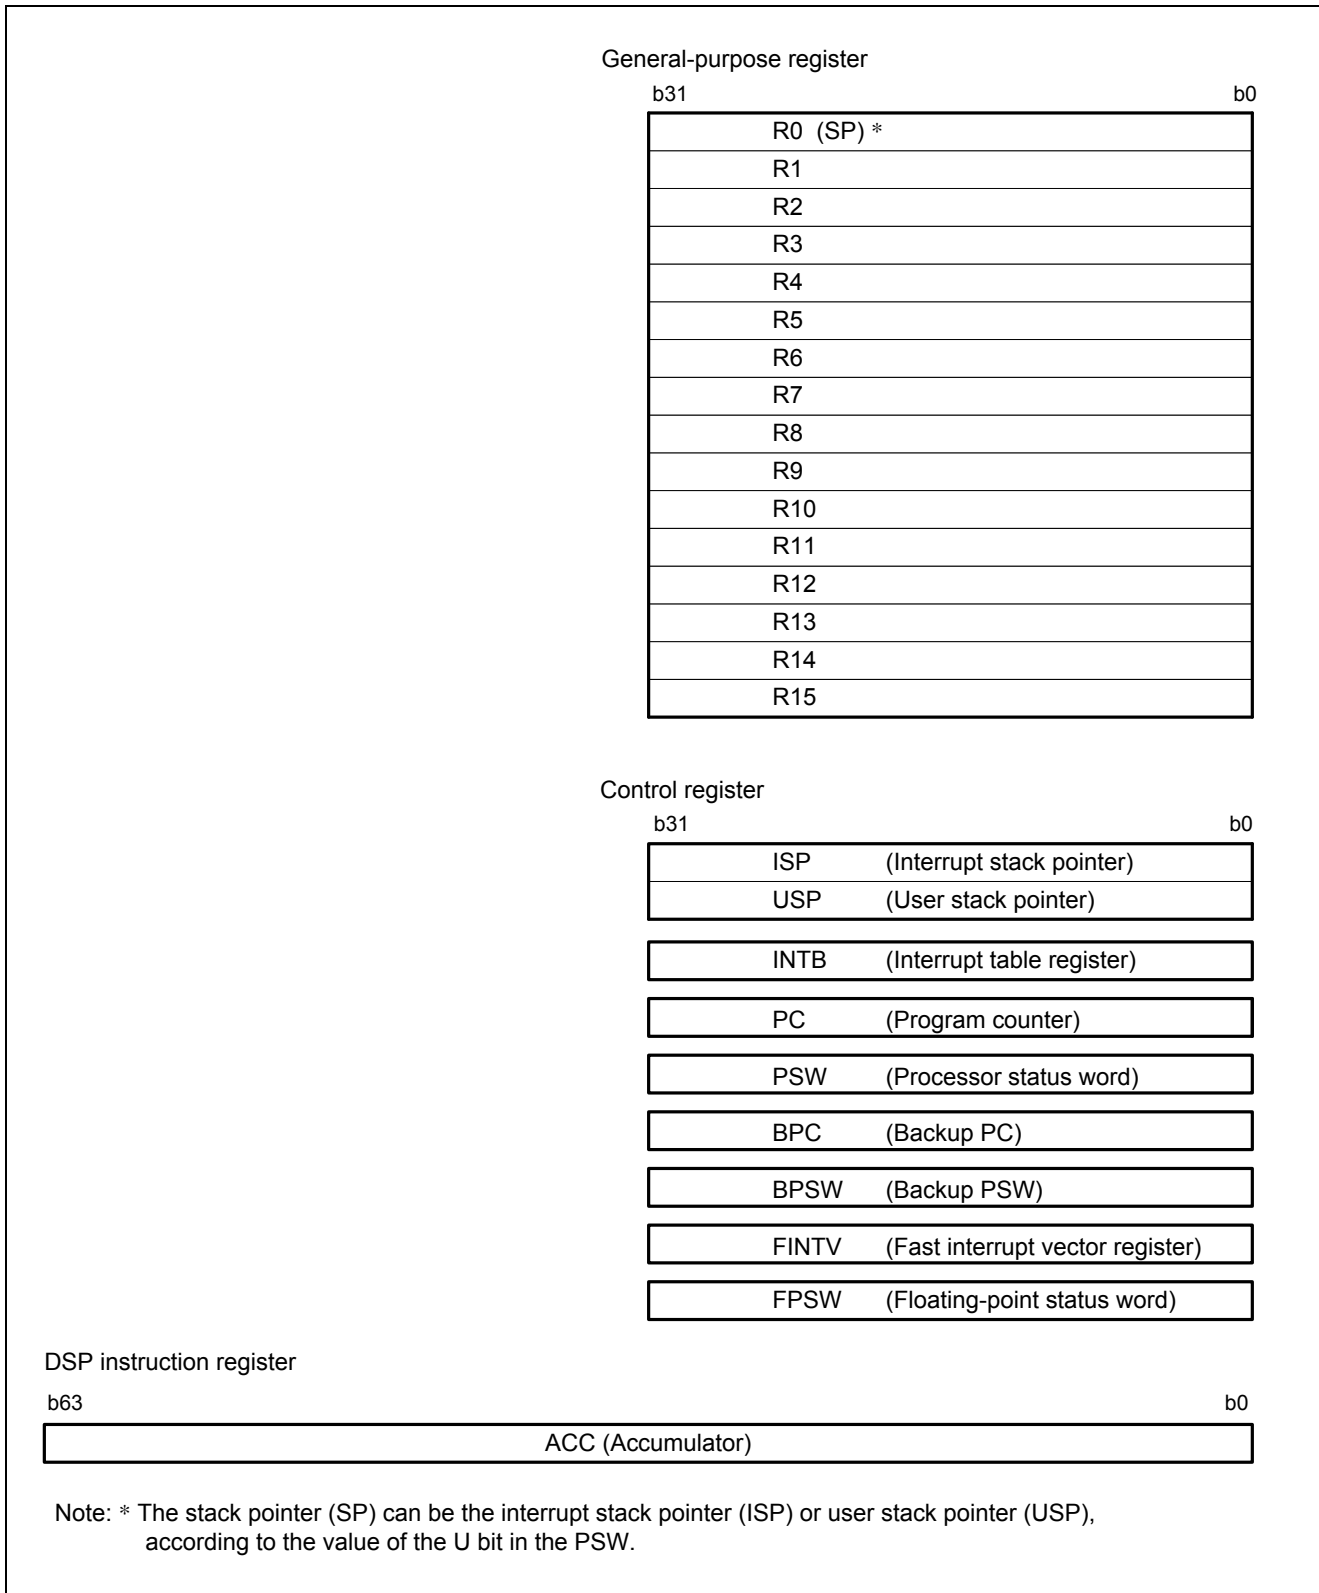 General-purpose register
b31 b0
R0 (SP) *
R1
R2
R3
R4
R5
R6
R7
R8
R9
R10
R11
R12
R13
R14
R15
Control register
b31 b0
ISP (Interrupt stack pointer)
USP (User stack pointer)
INTB (Interrupt table register)
PC (Program counter)
PSW (Processor status word)
BPC (Backup PC)
BPSW (Backup PSW)
FINTV (Fast interrupt vector register)
FPSW (Floating-point status word)
DSP instruction register
b63 b0
ACC (Accumulator)
Note: * The stack pointer (SP) can be the interrupt stack pointer (ISP) or user stack pointer (USP),
according to the value of the U bit in the PSW.